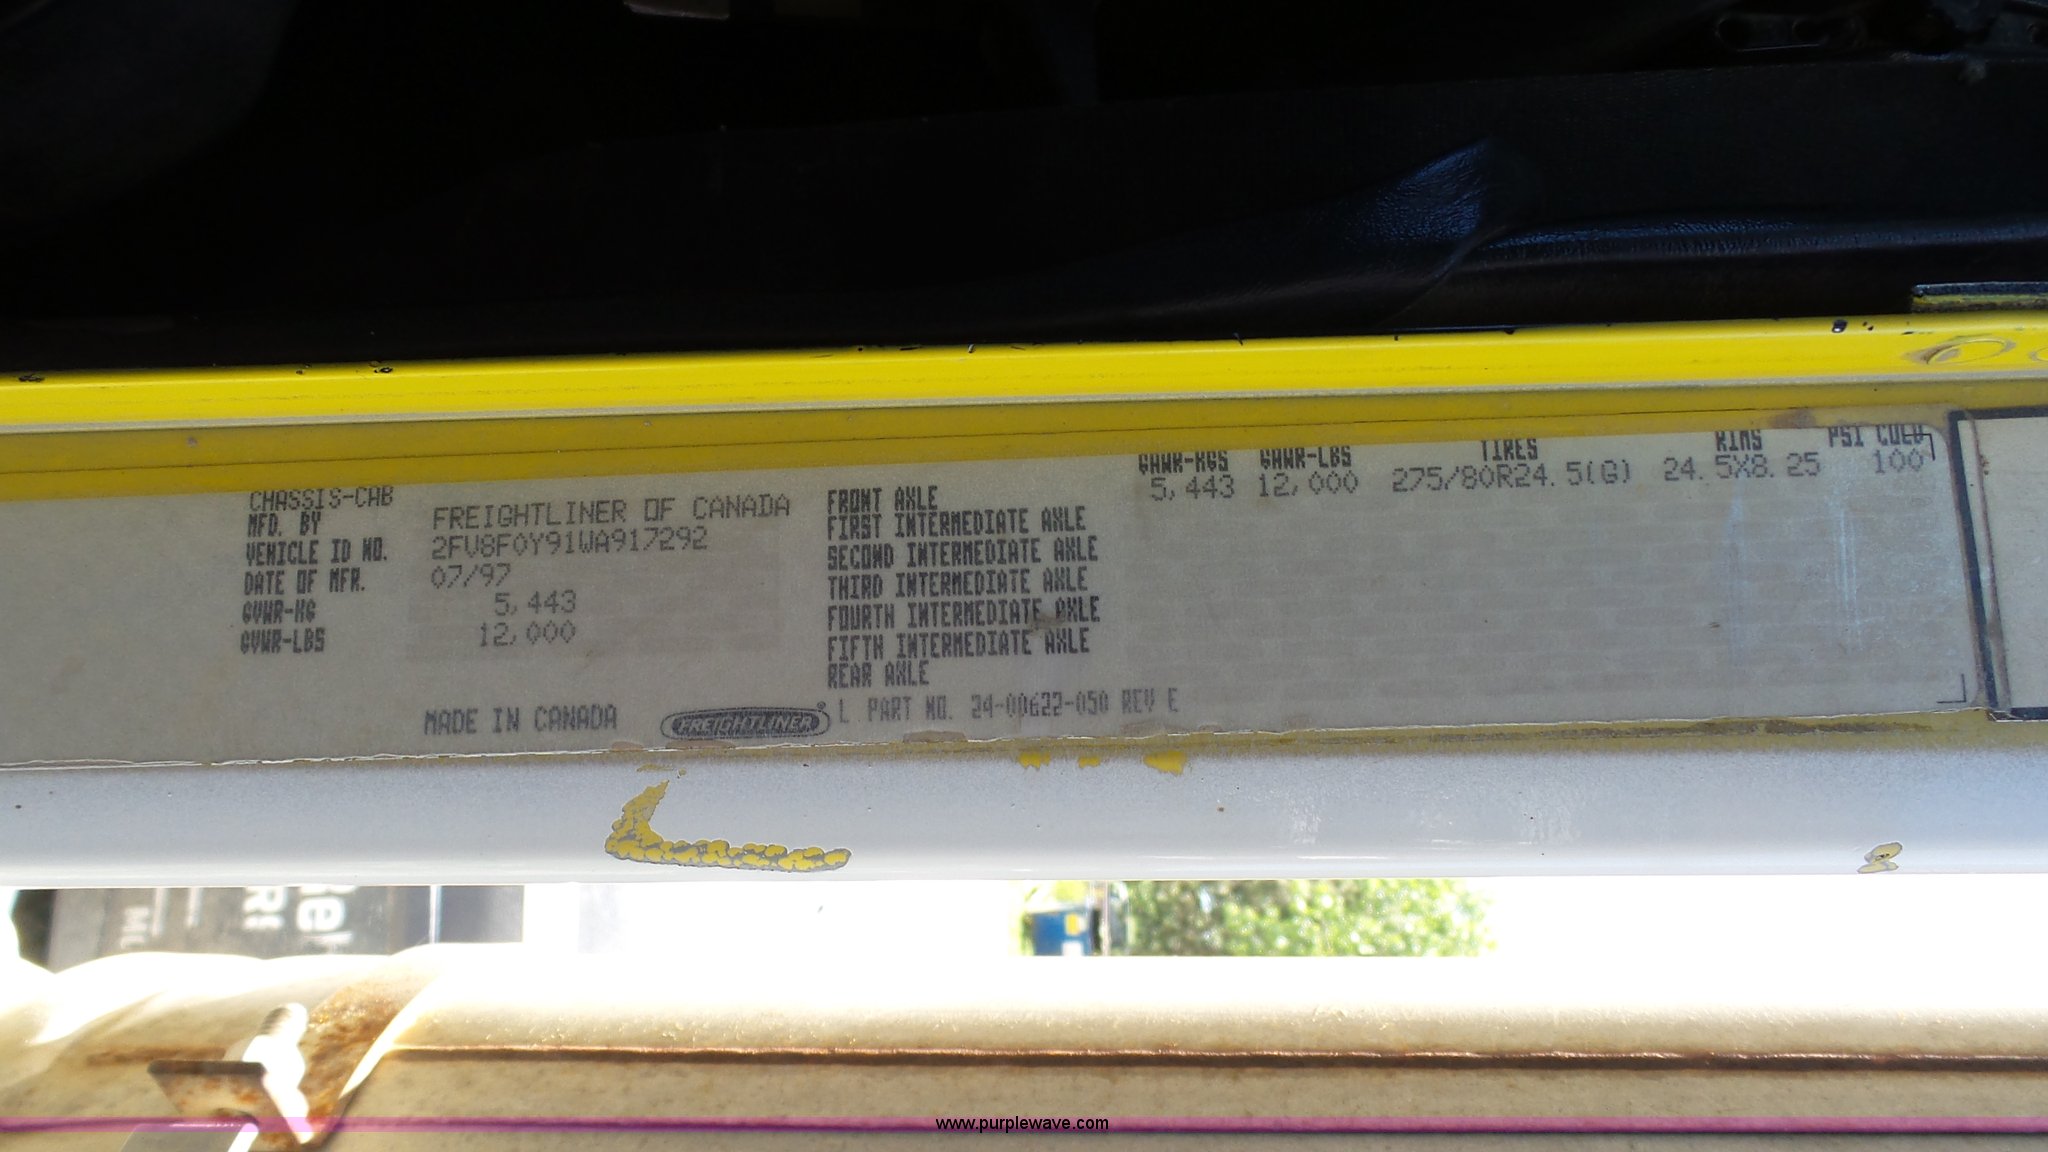 CHASSIS-CAB
MFD. BY FREIGHTLINER OF CANADA
VEHICLE ID NO. 2FV8F0Y91WA917292
DATE OF MFR. 07/97
GVWR-KG 5,443
GVWR-LBS 12,000
MADE IN CANADA
FREIGHTLINER
GAWR-KGS GAWR-LBS TIRES RIMS PSI COLD
FRONT AXLE 5,443 12,000 275/80R24.5(G) 24.5X8.25 100
FIRST INTERMEDIATE AXLE
SECOND INTERMEDIATE AXLE
THIRD INTERMEDIATE AXLE
FOURTH INTERMEDIATE AXLE
FIFTH INTERMEDIATE AXLE
REAR AXLE
L PART NO. 24-00622-050 REV E
www.purplewave.com